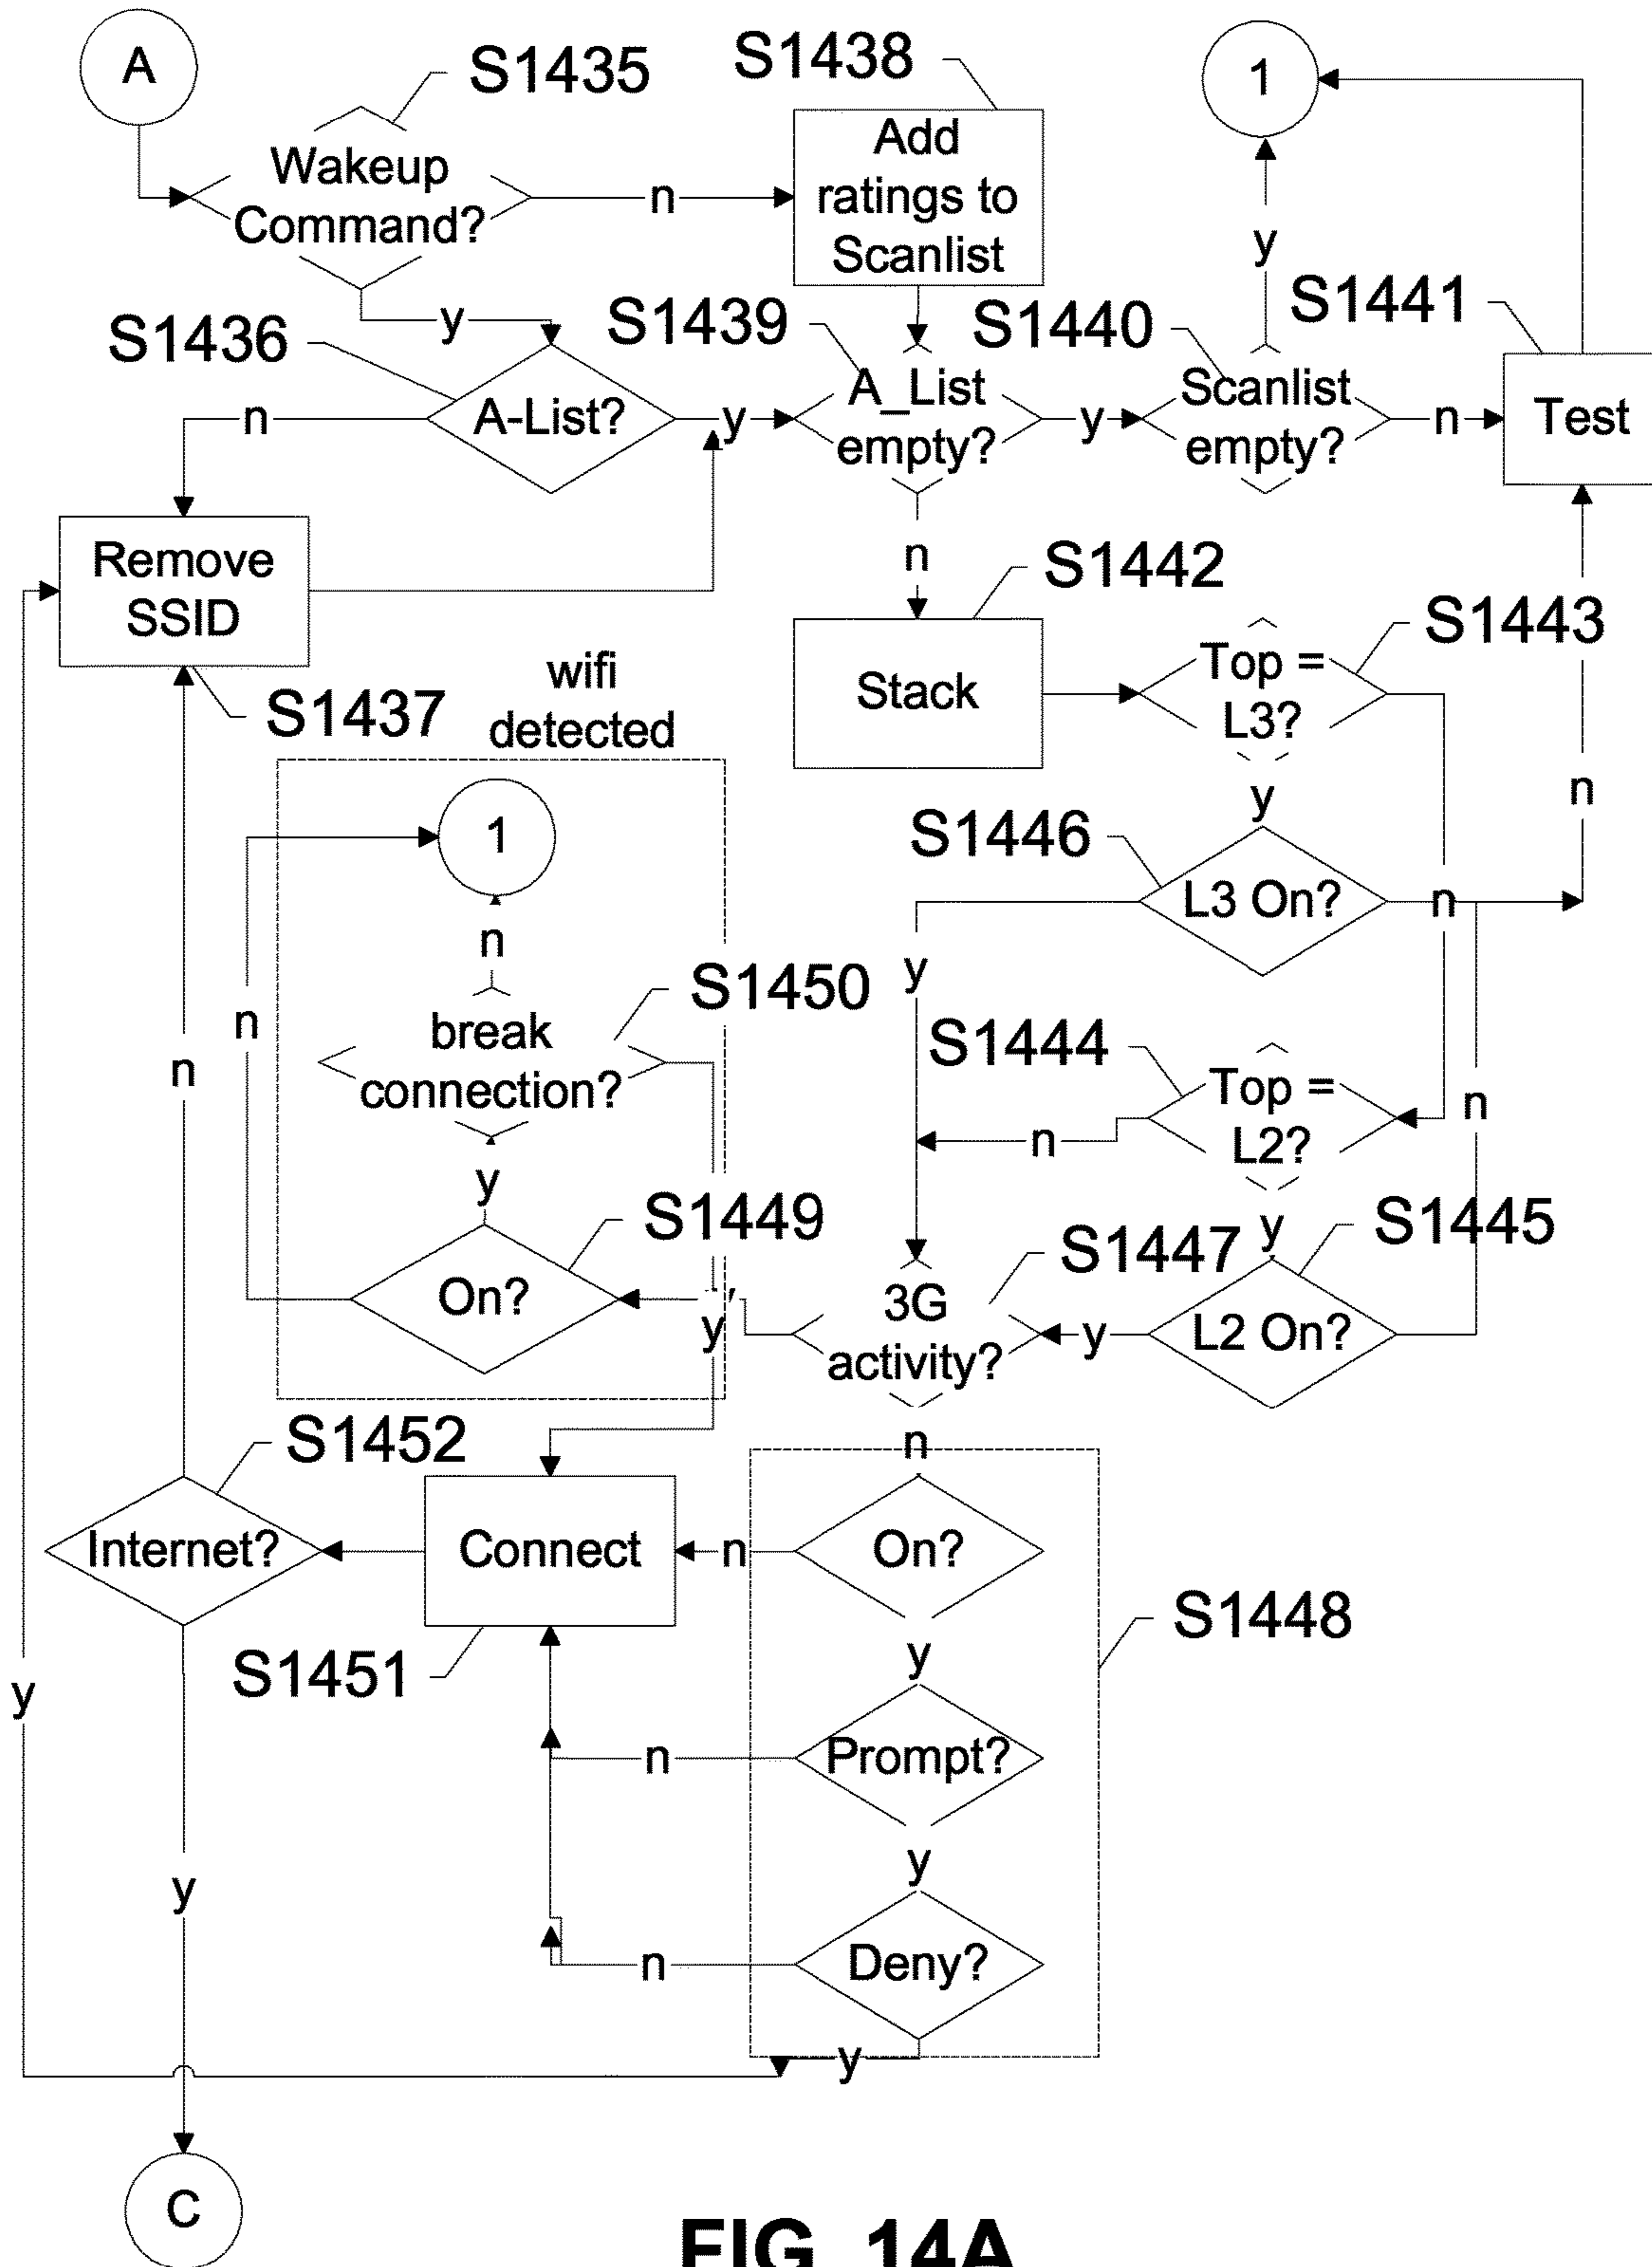 A
S1435
S1438
1
Wakeup
Command?
n
Add
ratings to
Scanlist
y
y
S1436
S1439
S1440
S1441
n
A-List?
y
A_List
empty?
y
Scanlist
empty?
n
Test
Remove
SSID
n
S1442
S1443
S1437
wifi
detected
Stack
Top =
L3?
y
n
1
S1446
L3 On?
n
n
y
S1450
n
n
break
connection?
S1444
Top =
L2?
n
n
y
S1449
y
S1445
S1447
On?
y
3G
activity?
y
L2 On?
n
S1452
Internet?
Connect
n
On?
S1448
S1451
y
y
n
Prompt?
y
y
n
Deny?
y
C
FIG. 14A